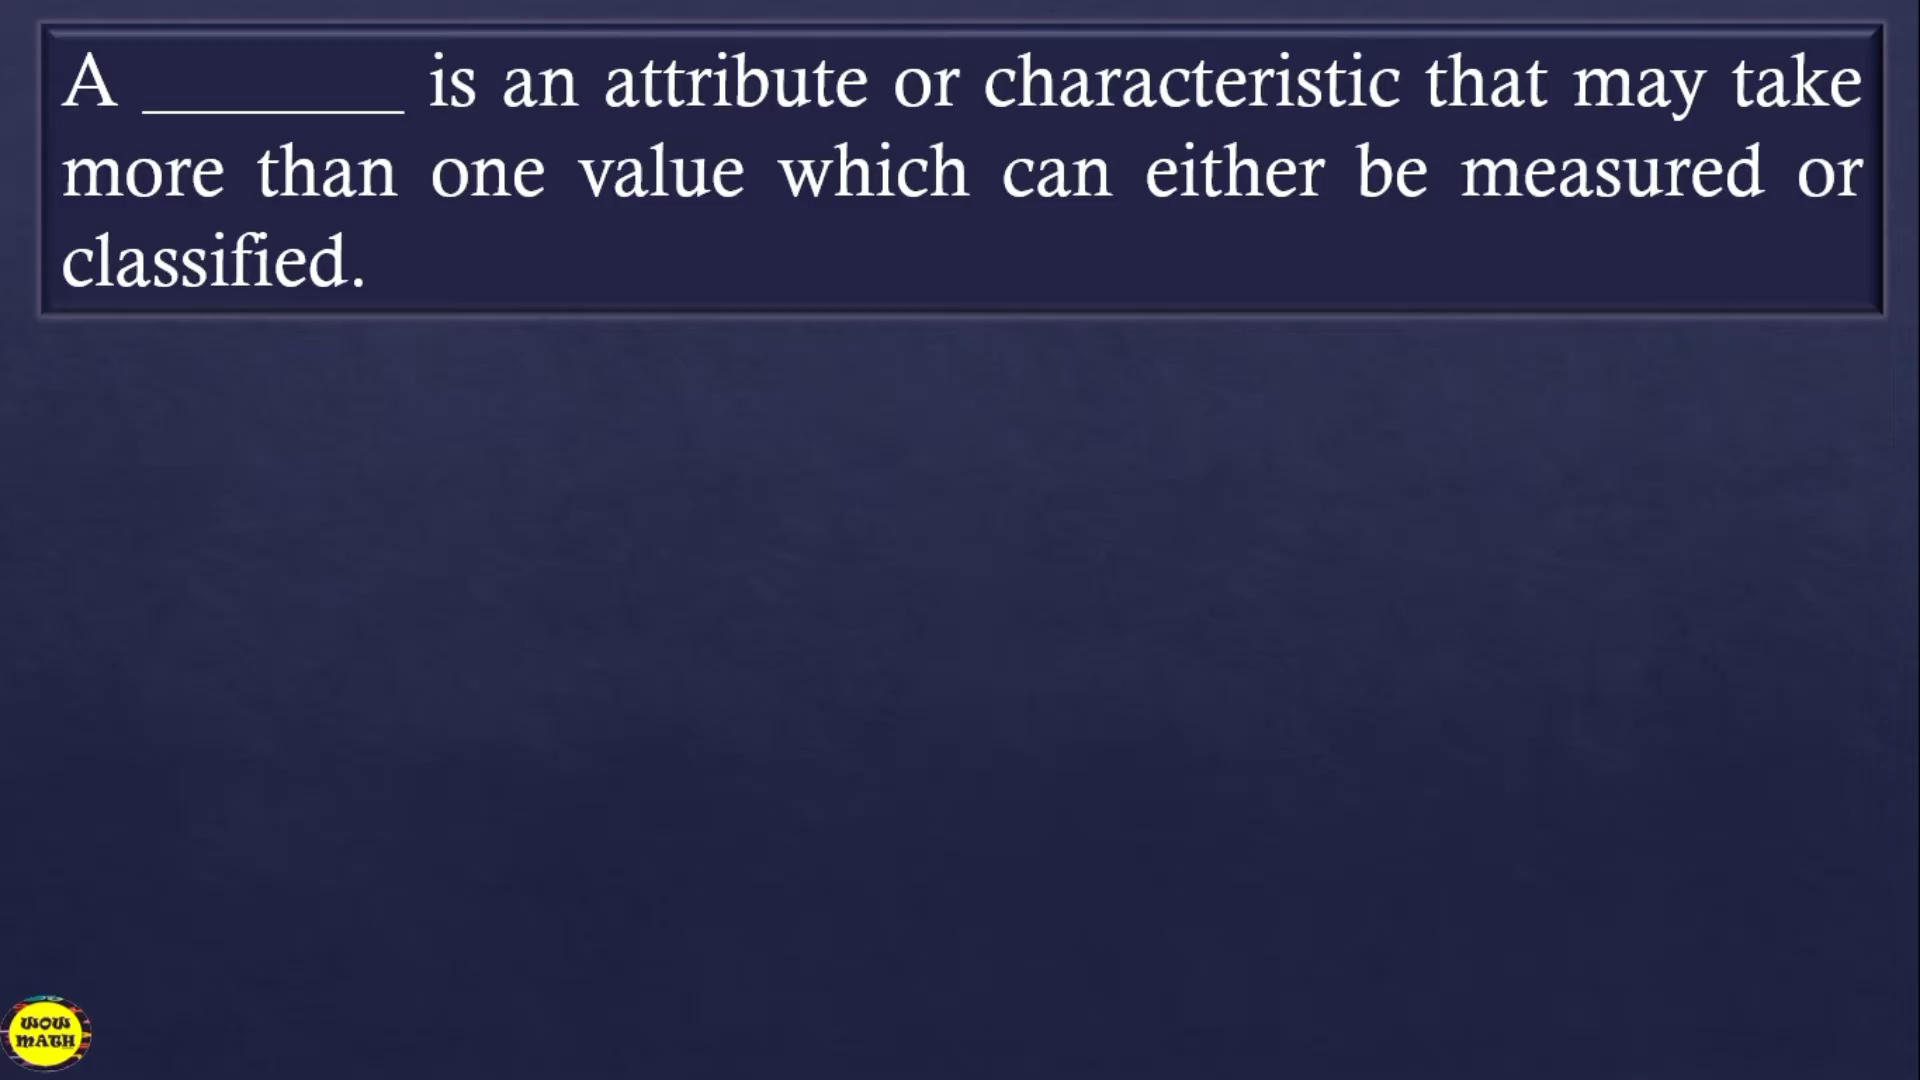 A ________ is an attribute or characteristic that may take
more than one value which can either be measured or
classified.
WOW
MATH